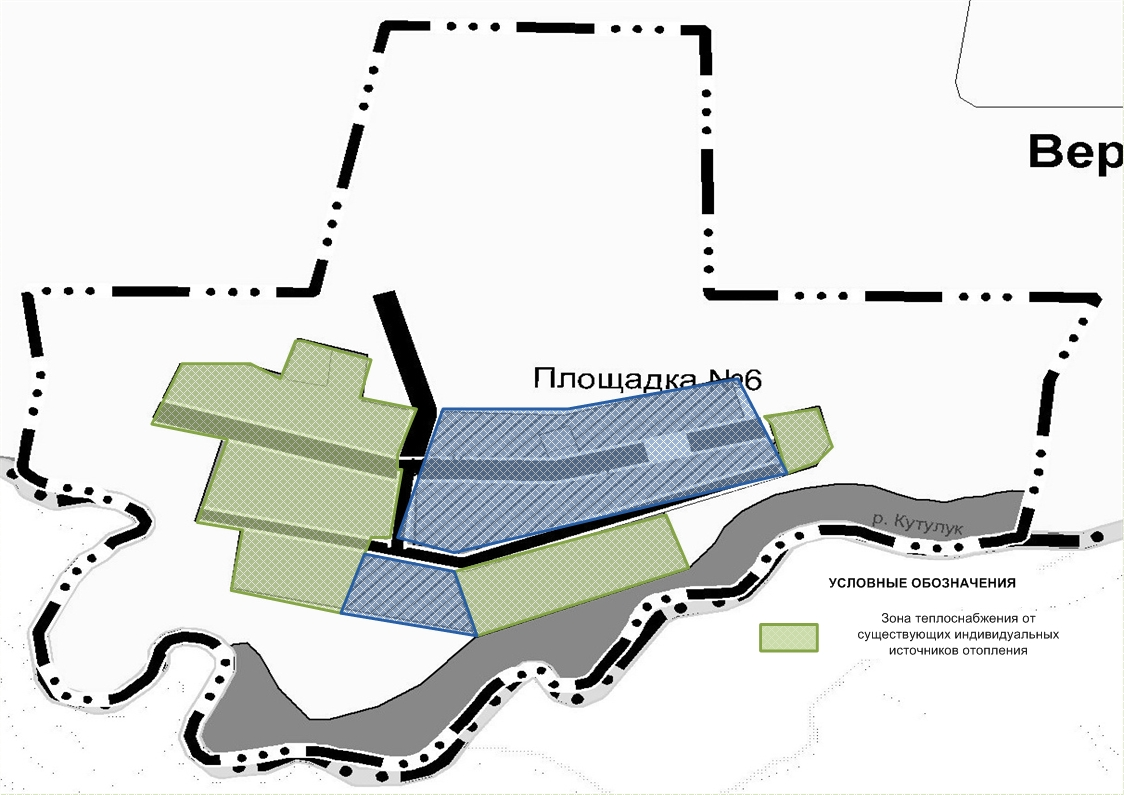 Вер
Площадка №6
р. Кутулук
УСЛОВНЫЕ ОБОЗНАЧЕНИЯ
Зона теплоснабжения от
существующих индивидуальных
источников отопления